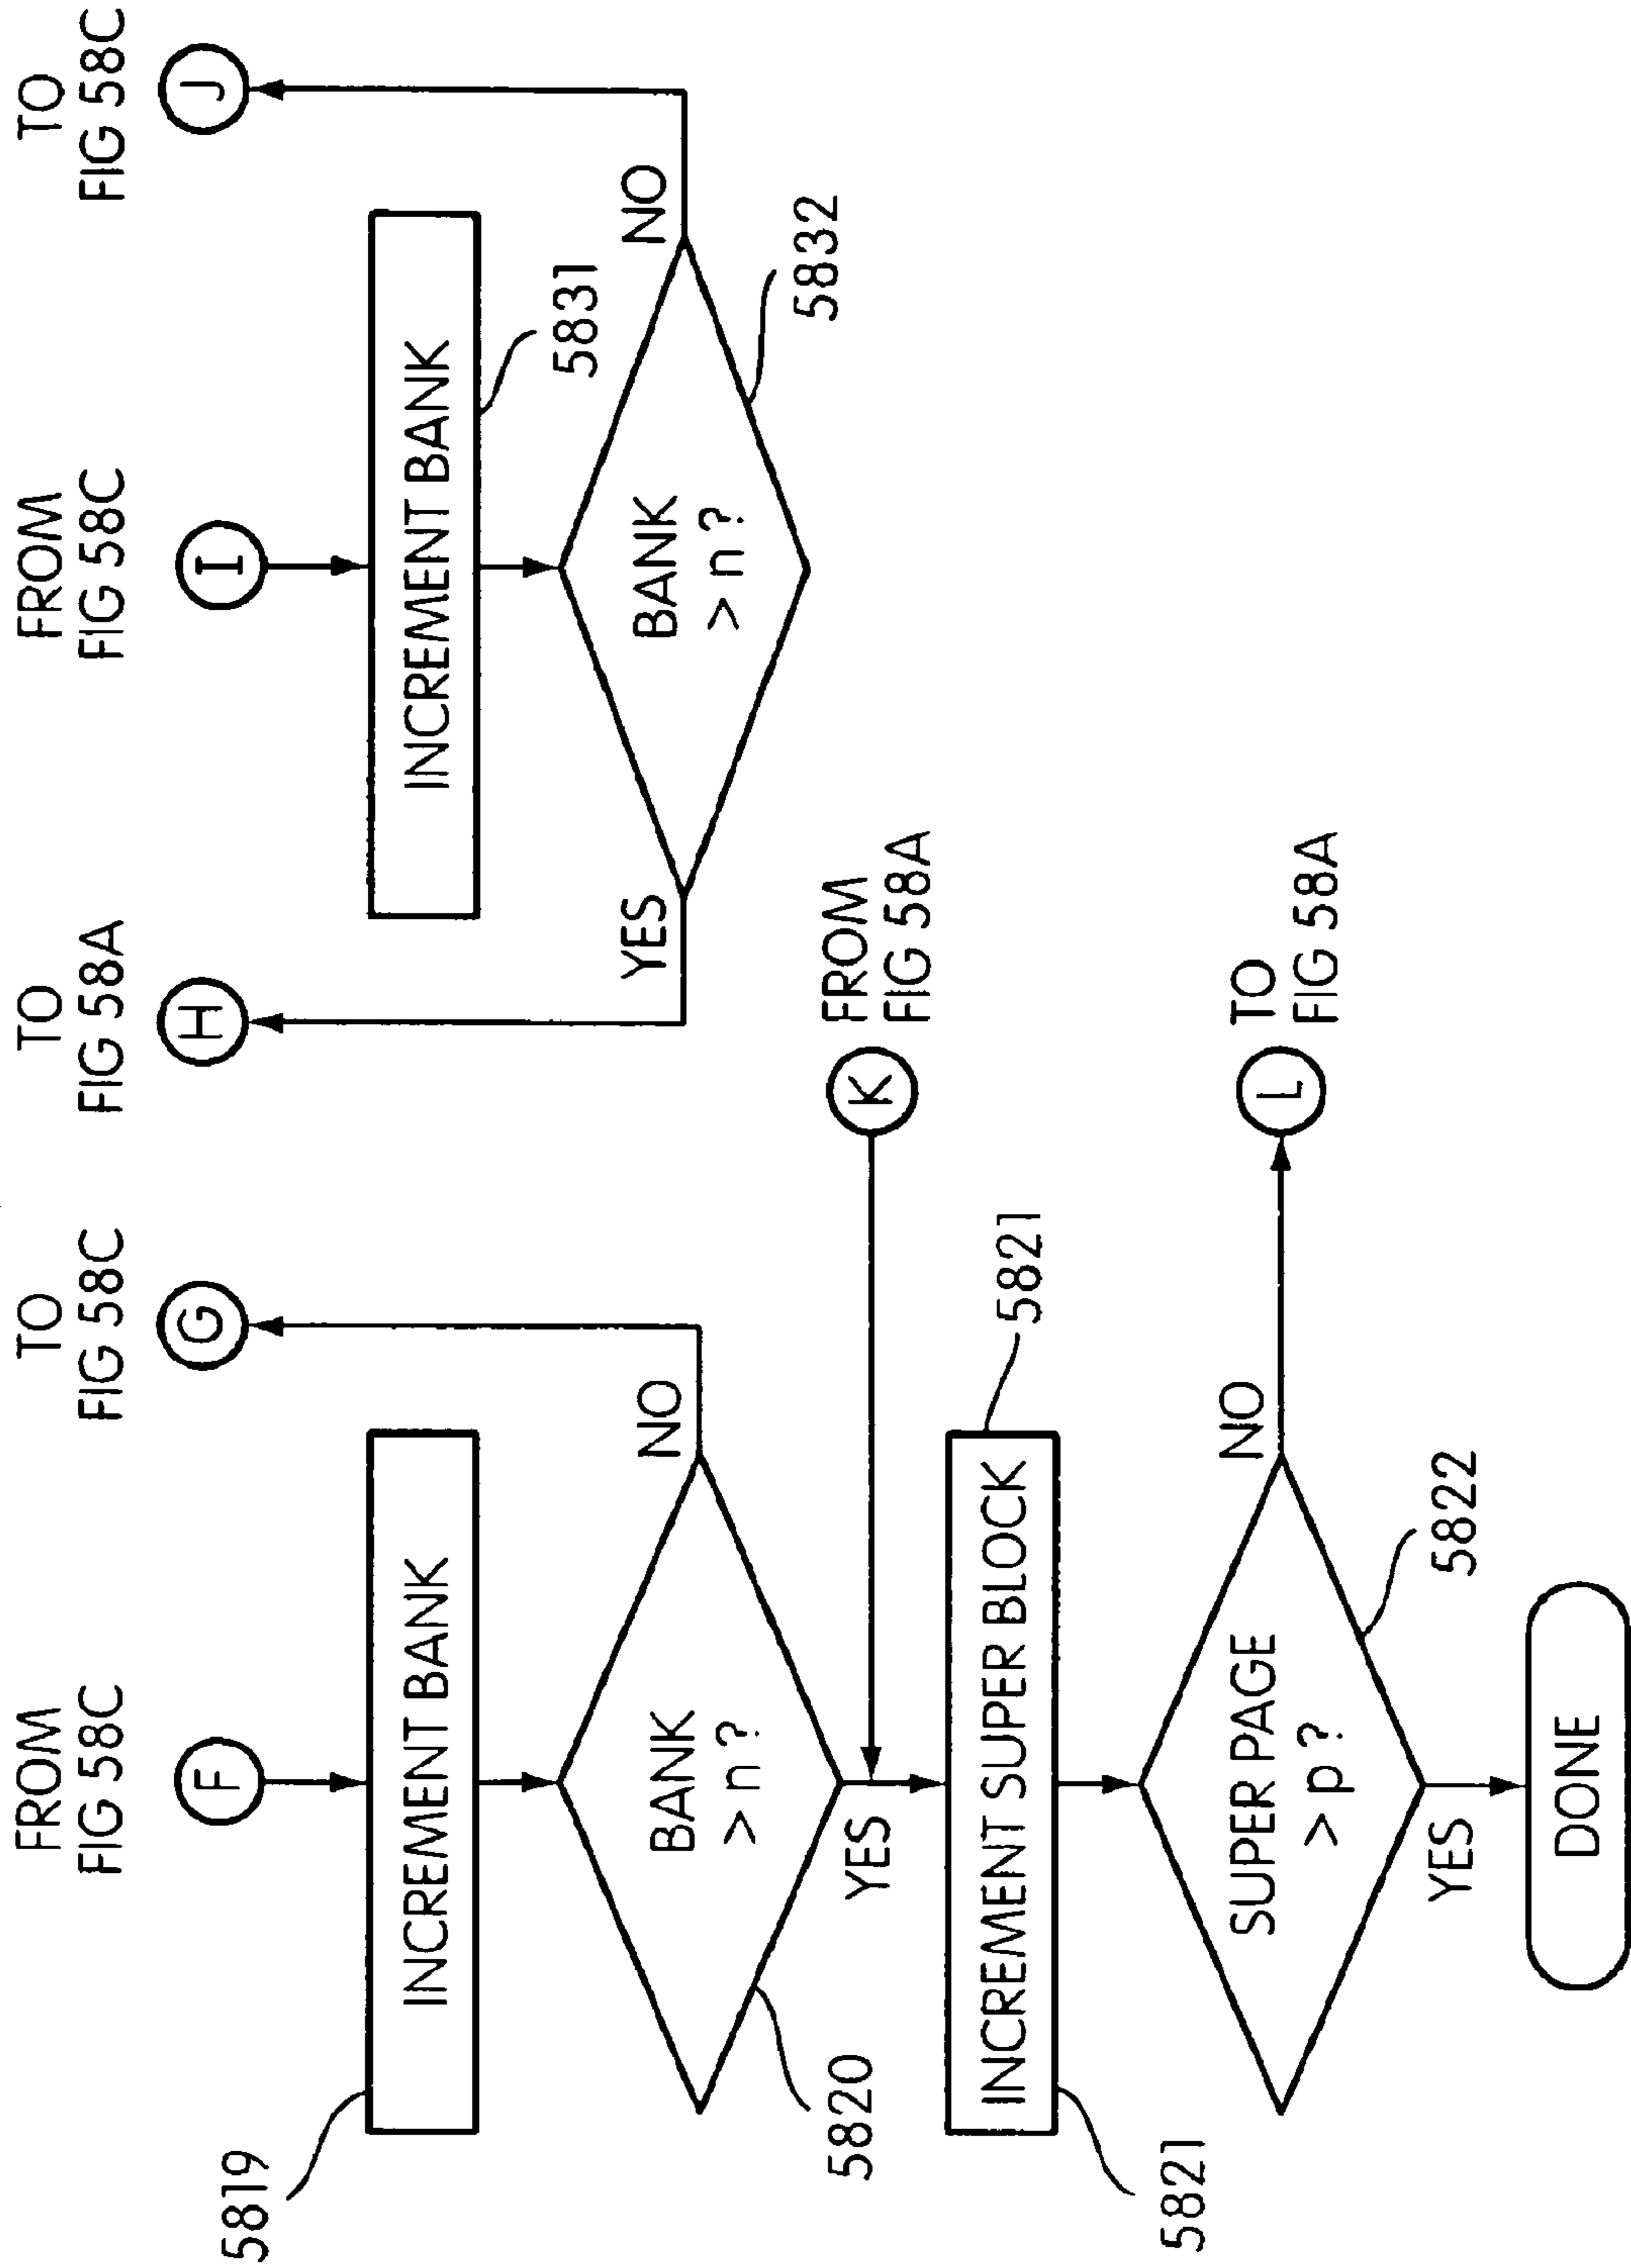 FROM
FIG 58C
F
TO
FIG 58C
G
5819
INCREMENT BANK
BANK
> n?
NO
5820
YES
TO
FIG 58A
H
FROM
FIG 58C
I
TO
FIG 58C
J
INCREMENT BANK
5831
BANK
> n?
YES
NO
5832
K
FROM
FIG 58A
INCREMENT SUPER BLOCK
5821
5821
SUPER PAGE
> p?
NO
L
TO
FIG 58A
5822
YES
DONE